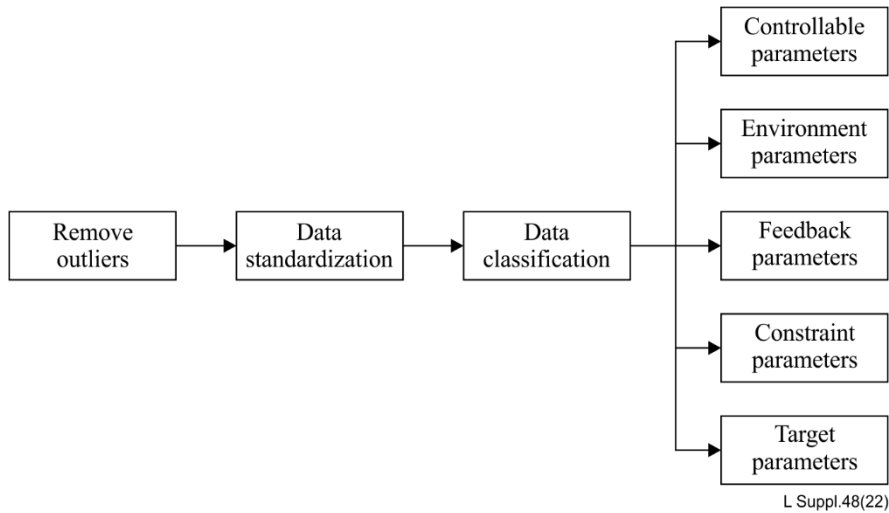 Controllable
parameters
Environment
parameters
Remove
outliers
Data
standardization
Data
classification
Feedback
parameters
Constraint
parameters
Target
parameters
L Suppl.48(22)